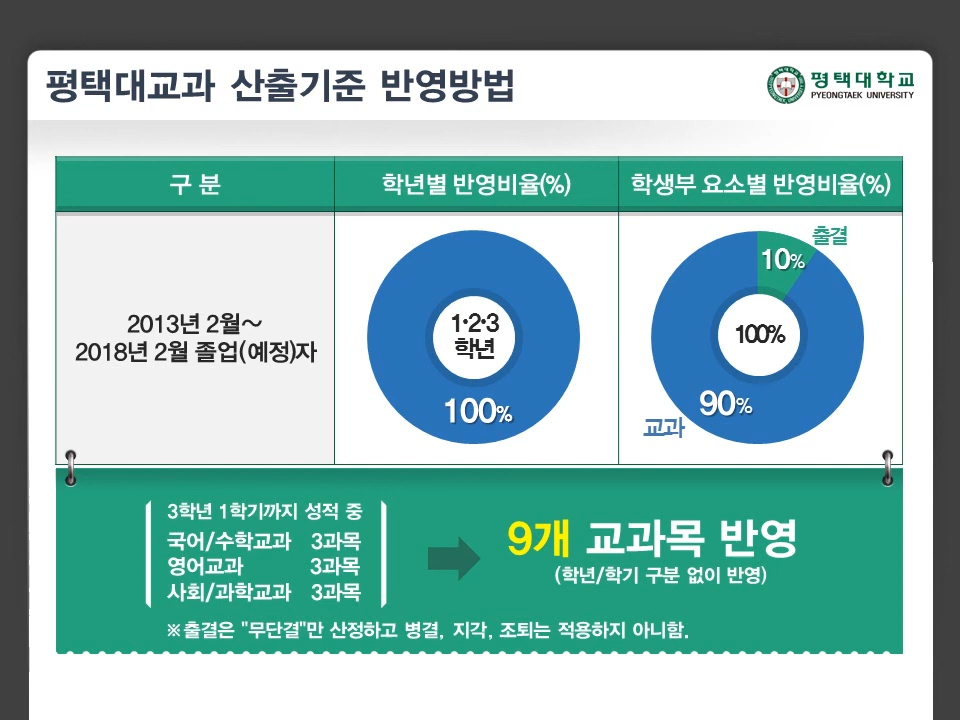 평택대교과 산출기준 반영방법
평택대학교
PYEONGTAEK UNIVERSITY
구 분
학년별 반영비율(%)
학생부 요소별 반영비율(%)
2013년 2월~
2018년 2월 졸업(예정)자
1·2·3
학년
100%
출결
10%
100%
90%
교과
3학년 1학기까지 성적 중
국어/수학교과 3과목
영어교과 3과목
사회/과학교과 3과목
9개 교과목 반영
(학년/학기 구분 없이 반영)
※출결은 "무단결"만 산정하고 병결, 지각, 조퇴는 적용하지 아니함.